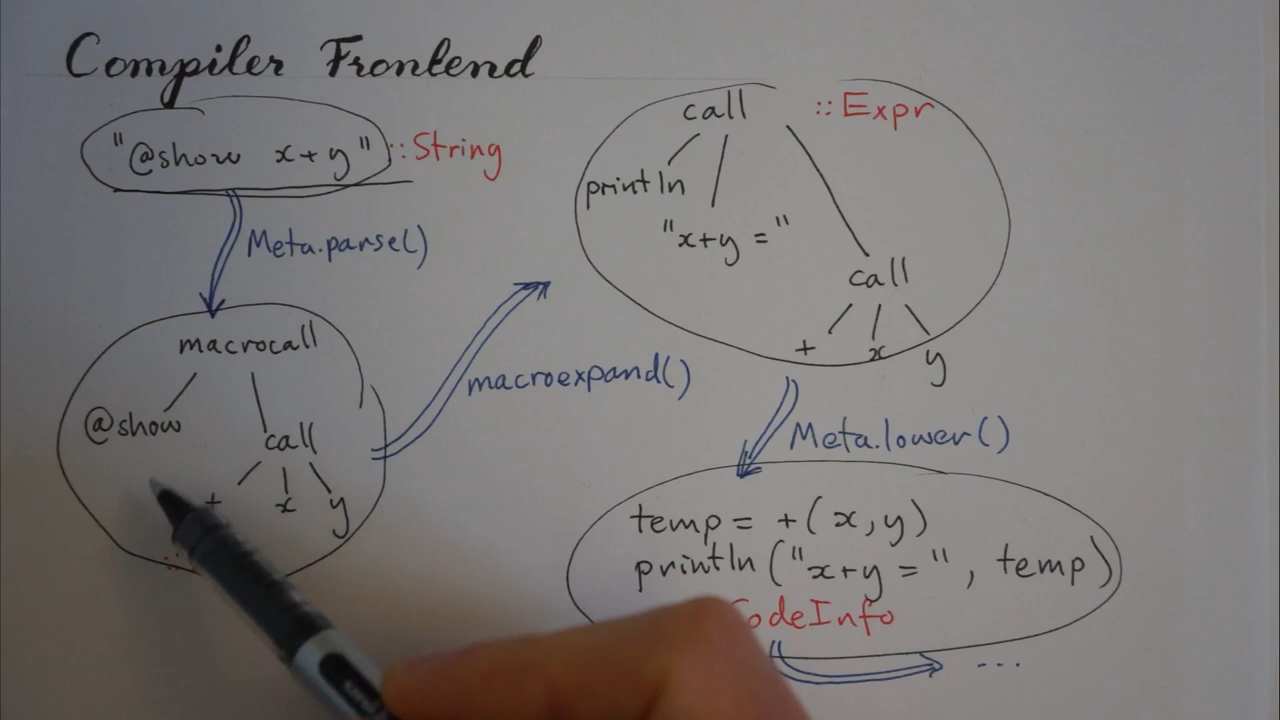 Compiler Frontend
"@show x+y" ::String
Meta.parse()
macrocall
@show
call
+ x y
macroexpand()
call ::Expr
println
"x+y ="
call
+ x y
Meta.lower()
temp = +(x,y)
println("x+y =", temp)
CodeInfo
...